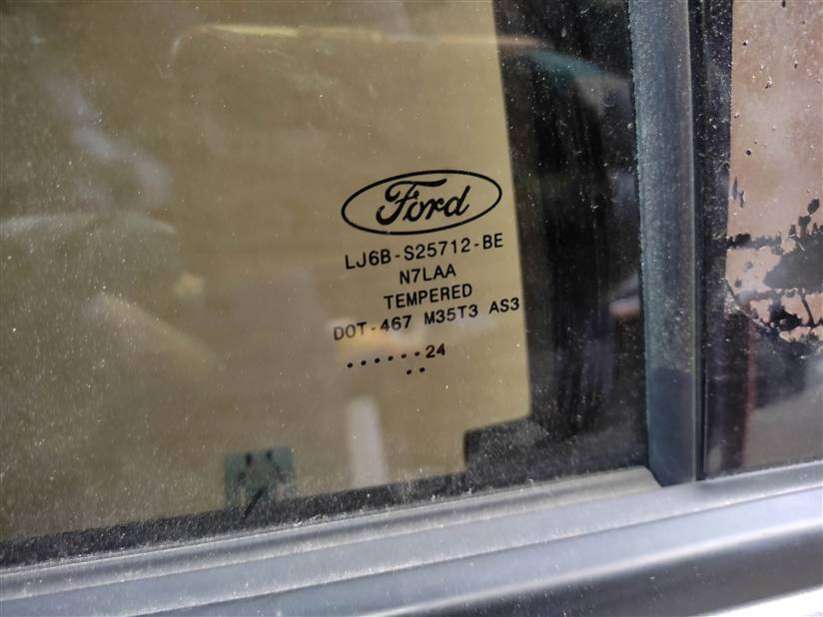 Ford
LJ6B-S25712-BE
N7LAA
TEMPERED
DOT-467 M35T3 AS3
......24
..